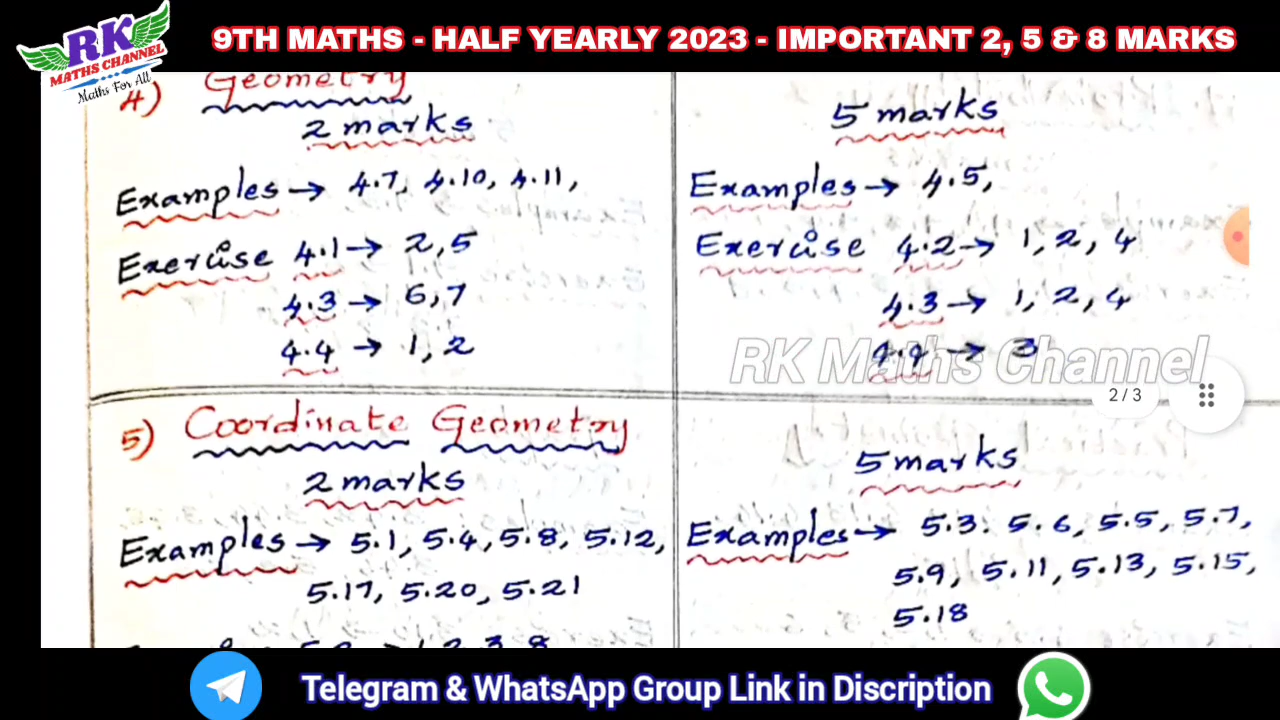 RK
MATHS CHANNEL
Maths For All
9TH MATHS - HALF YEARLY 2023 - IMPORTANT 2, 5 & 8 MARKS
4) Geometry
2 marks
Examples → 4.7, 4.10, 4.11,
Exercise 4.1 → 2,5
4.3 → 6,7
4.4 → 1,2
5 marks
Examples → 4.5,
Exercise 4.2 → 1, 2, 4
4.3 → 1, 2, 4
4.4 → 3
RK Maths Channel
2 / 3
5) Coordinate Geometry
2 marks
Examples → 5.1, 5.4, 5.8, 5.12,
5.17, 5.20, 5.21
5 marks
Examples → 5.3. 5.6, 5.5, 5.7,
5.9, 5.11, 5.13, 5.15,
5.18
Telegram & WhatsApp Group Link in Discription